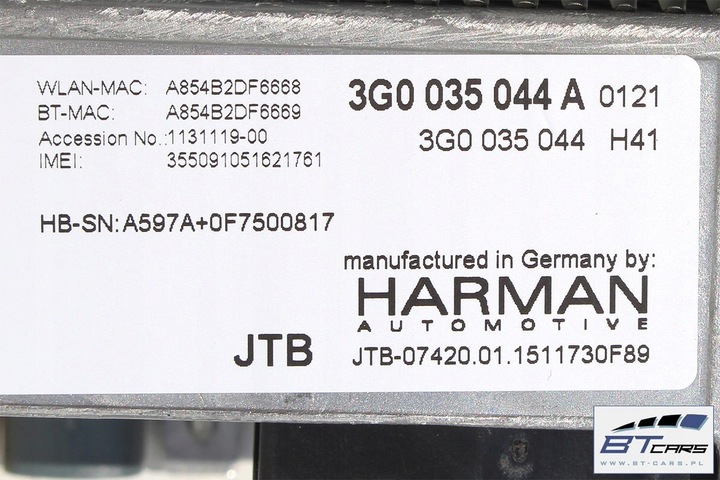 WLAN-MAC: A854B2DF6668
BT-MAC: A854B2DF6669
Accession No.:1131119-00
IMEI: 355091051621761
3G0 035 044 A 0121
3G0 035 044 H41
HB-SN: A597A+0F7500817
manufactured in Germany by:
HARMAN
AUTOMOTIVE
JTB
JTB-07420.01.1511730F89
BTCARS
WWW.BT-CARS.PL